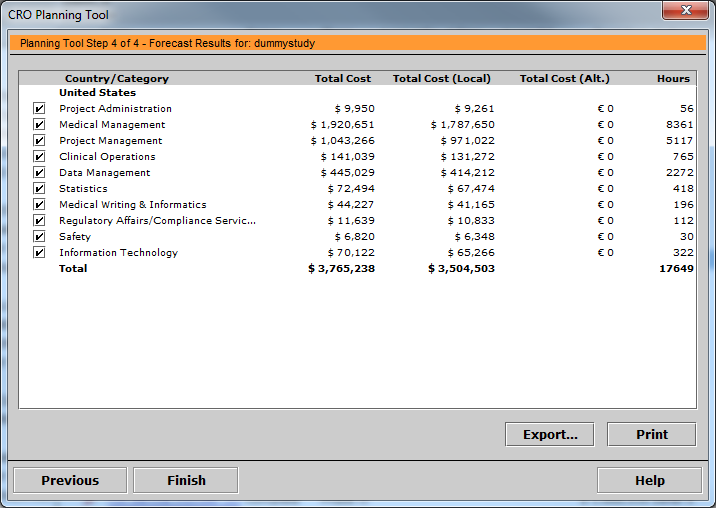 CRO Planning Tool
Planning Tool Step 4 of 4 - Forecast Results for: dummystudy
Country/Category Total Cost Total Cost (Local) Total Cost (Alt.) Hours
United States
Project Administration $ 9,950 $ 9,261 € 0 56
Medical Management $ 1,920,651 $ 1,787,650 € 0 8361
Project Management $ 1,043,266 $ 971,022 € 0 5117
Clinical Operations $ 141,039 $ 131,272 € 0 765
Data Management $ 445,029 $ 414,212 € 0 2272
Statistics $ 72,494 $ 67,474 € 0 418
Medical Writing & Informatics $ 44,227 $ 41,165 € 0 196
Regulatory Affairs/Compliance Servic... $ 11,639 $ 10,833 € 0 112
Safety $ 6,820 $ 6,348 € 0 30
Information Technology $ 70,122 $ 65,266 € 0 322
Total $ 3,765,238 $ 3,504,503 17649
Export... Print
Previous Finish Help